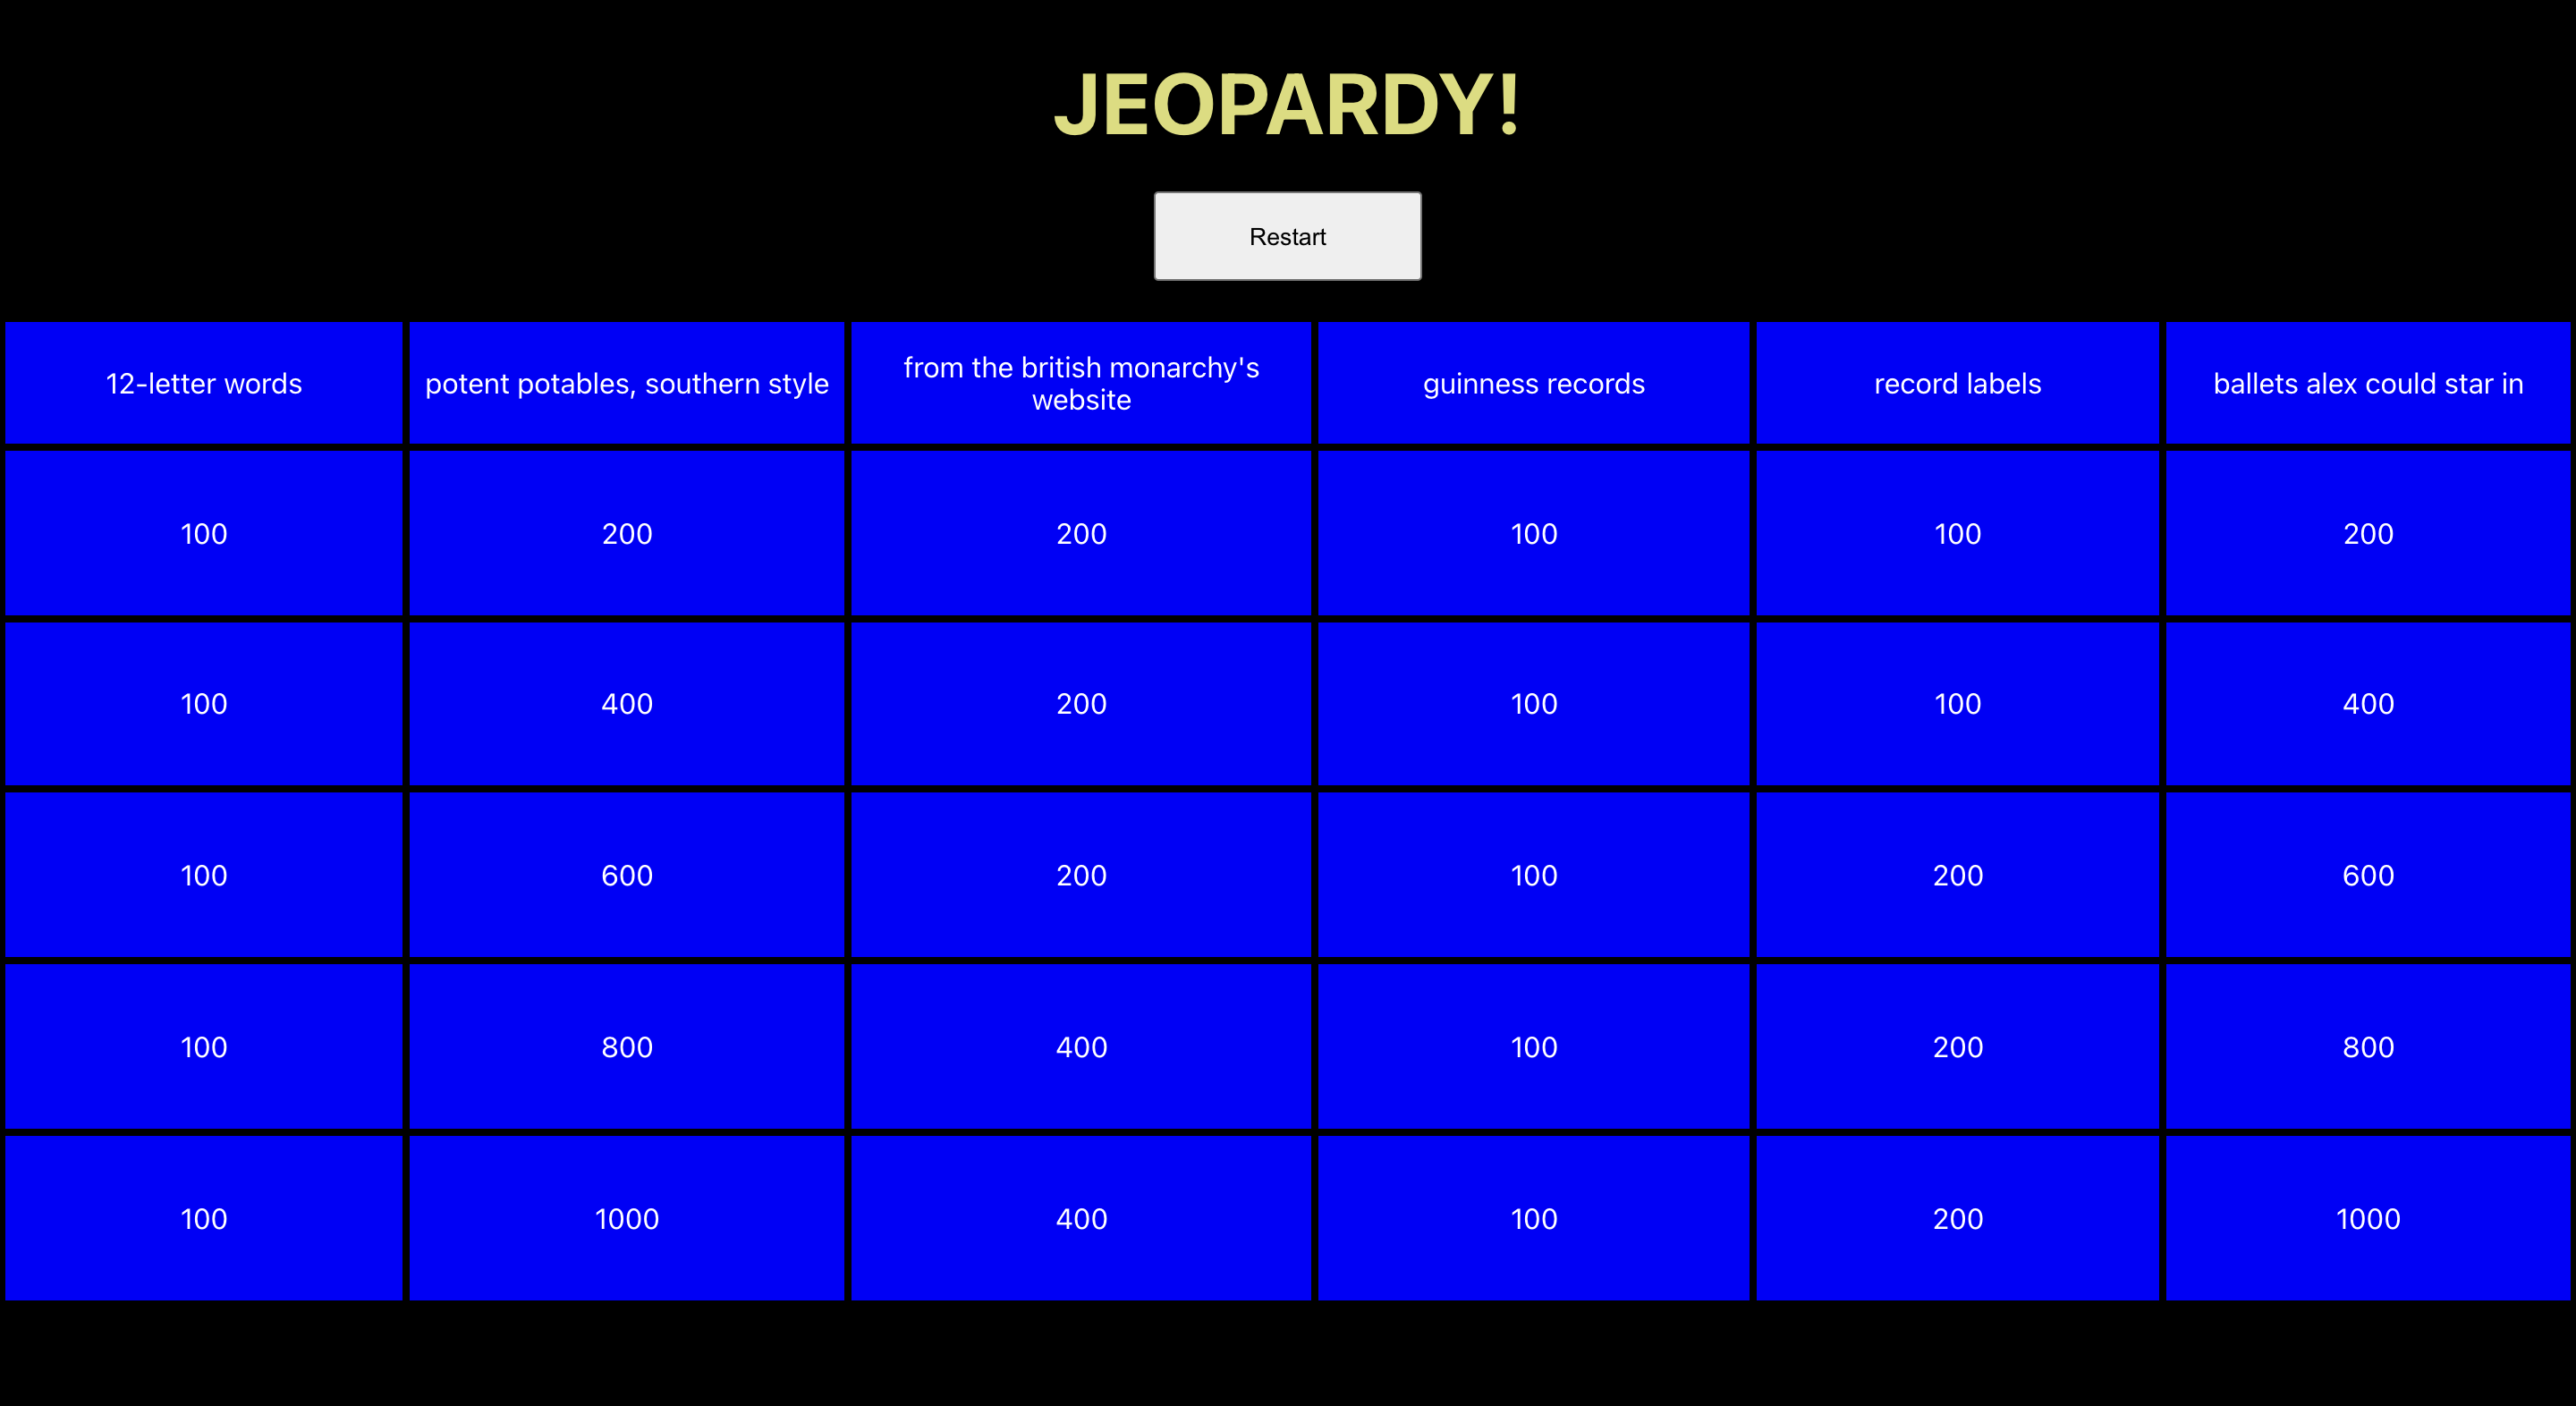 JEOPARDY!
Restart
12-letter words
potent potables, southern style
from the british monarchy's
website
guinness records
record labels
ballets alex could star in
100 200 200 100 100 200
100 400 200 100 100 400
100 600 200 100 200 600
100 800 400 100 200 800
100 1000 400 100 200 1000